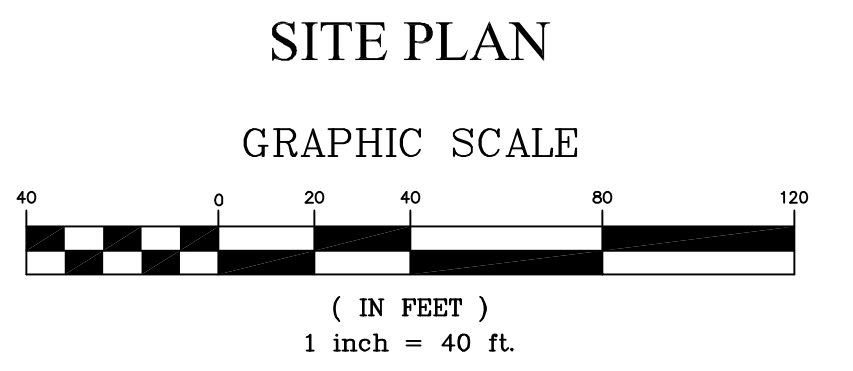 SITE PLAN
GRAPHIC SCALE
40 0 20 40 80 120
( IN FEET )
1 inch = 40 ft.